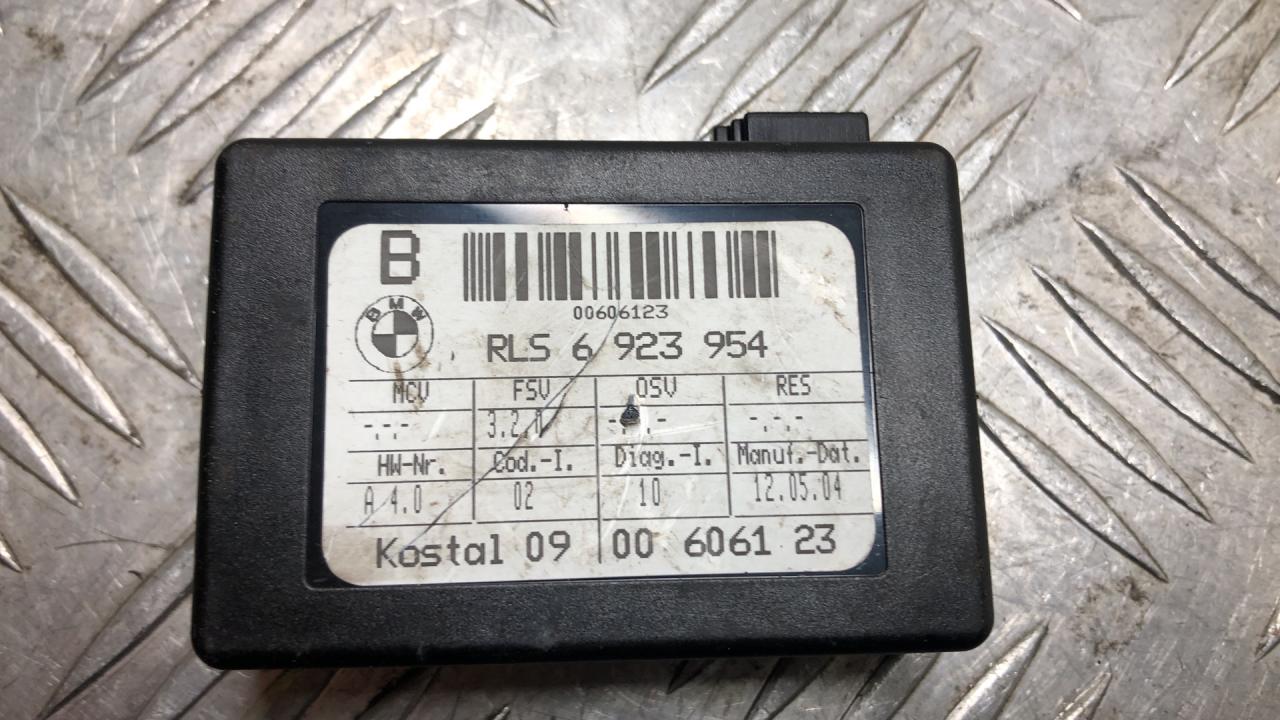 B
BMW
00606123
RLS 6 923 954
MCV FSV OSV RES
-.-.- 3.2.0 -.-.- -.-.-
HW-Nr. Cod.-I. Diag.-I. Manuf.-Dat.
A 4.0 02 10 12.05.04
Kostal 09 00 6061 23